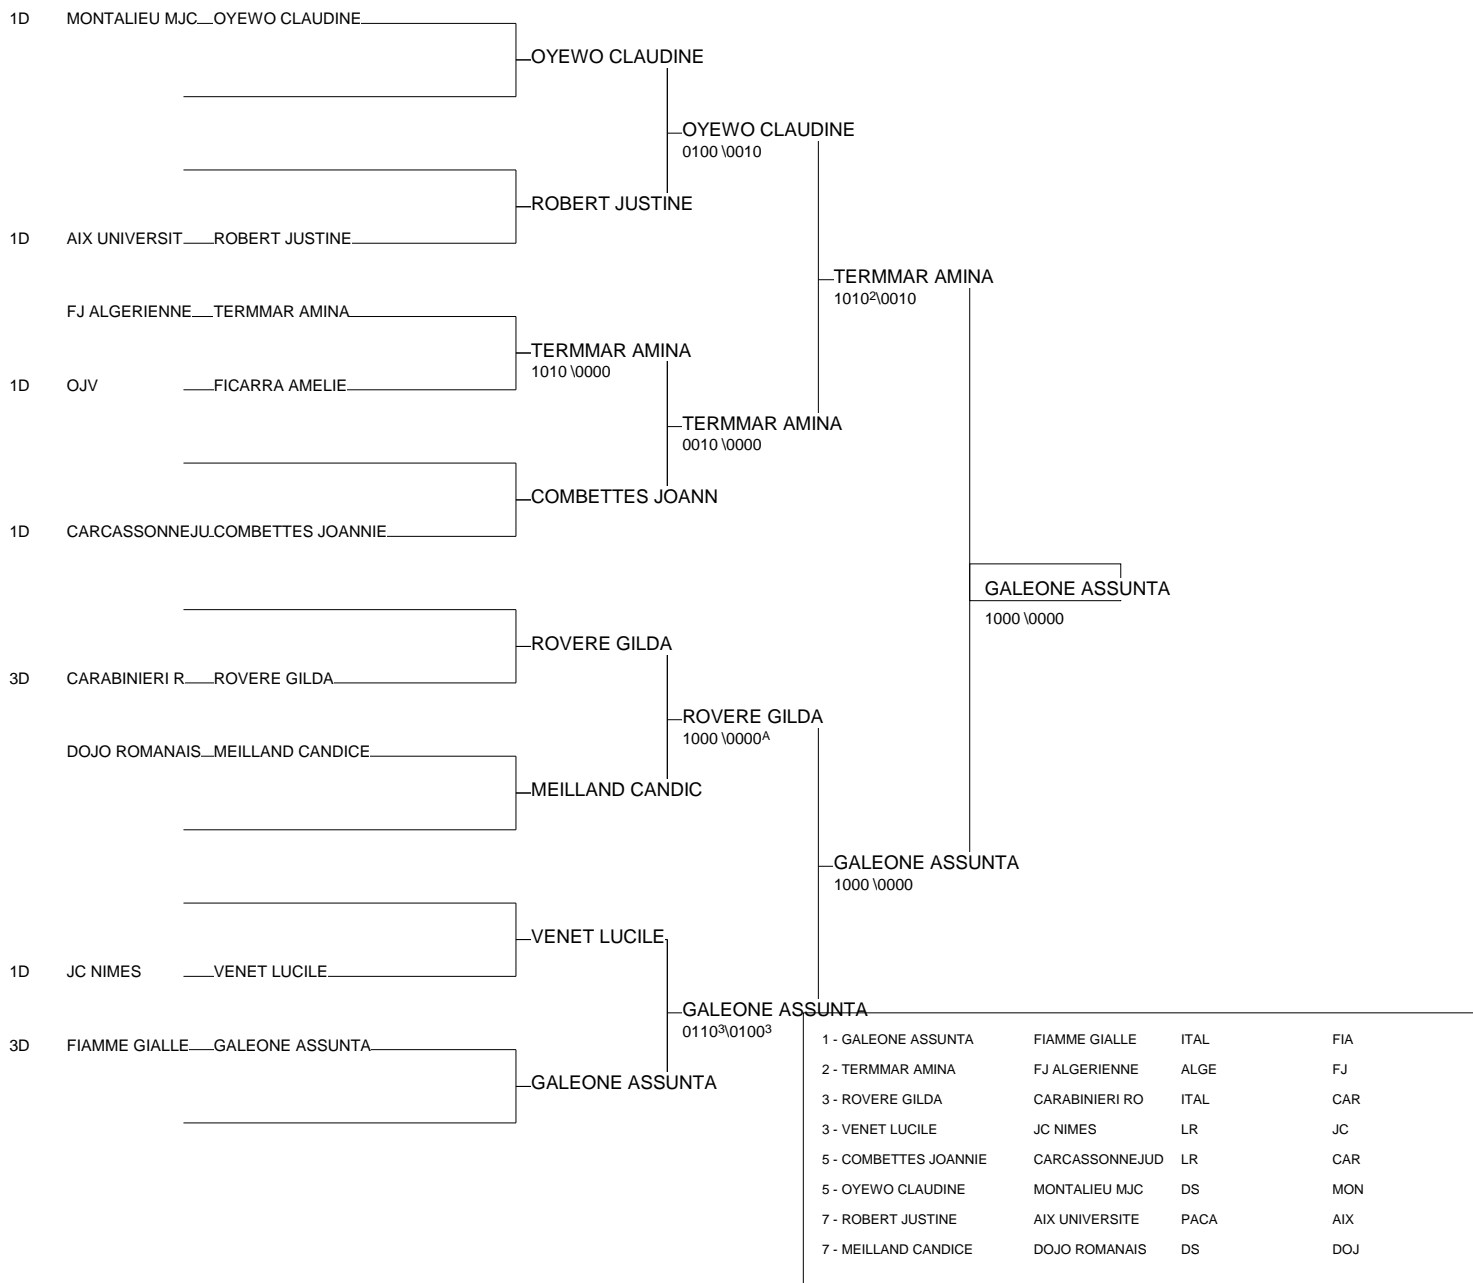 1D MONTALIEU MJC OYEWO CLAUDINE
OYEWO CLAUDINE
OYEWO CLAUDINE
0100 \0010
ROBERT JUSTINE
1D AIX UNIVERSIT ROBERT JUSTINE
TERMMAR AMINA
1010²\0010
FJ ALGERIENNE TERMMAR AMINA
TERMMAR AMINA
1010 \0000
1D OJV FICARRA AMELIE
TERMMAR AMINA
0010 \0000
COMBETTES JOANN
1D CARCASSONNEJU COMBETTES JOANNIE
GALEONE ASSUNTA
1000 \0000
ROVERE GILDA
3D CARABINIERI R ROVERE GILDA
ROVERE GILDA
1000 \0000ᴬ
DOJO ROMANAIS MEILLAND CANDICE
MEILLAND CANDIC
GALEONE ASSUNTA
1000 \0000
VENET LUCILE
1D JC NIMES VENET LUCILE
GALEONE ASSUNTA
0110³\0100³
3D FIAMME GIALLE GALEONE ASSUNTA
GALEONE ASSUNTA
1 - GALEONE ASSUNTA FIAMME GIALLE ITAL FIA
2 - TERMMAR AMINA FJ ALGERIENNE ALGE FJ
3 - ROVERE GILDA CARABINIERI RO ITAL CAR
3 - VENET LUCILE JC NIMES LR JC
5 - COMBETTES JOANNIE CARCASSONNEJUD LR CAR
5 - OYEWO CLAUDINE MONTALIEU MJC DS MON
7 - ROBERT JUSTINE AIX UNIVERSITE PACA AIX
7 - MEILLAND CANDICE DOJO ROMANAIS DS DOJ